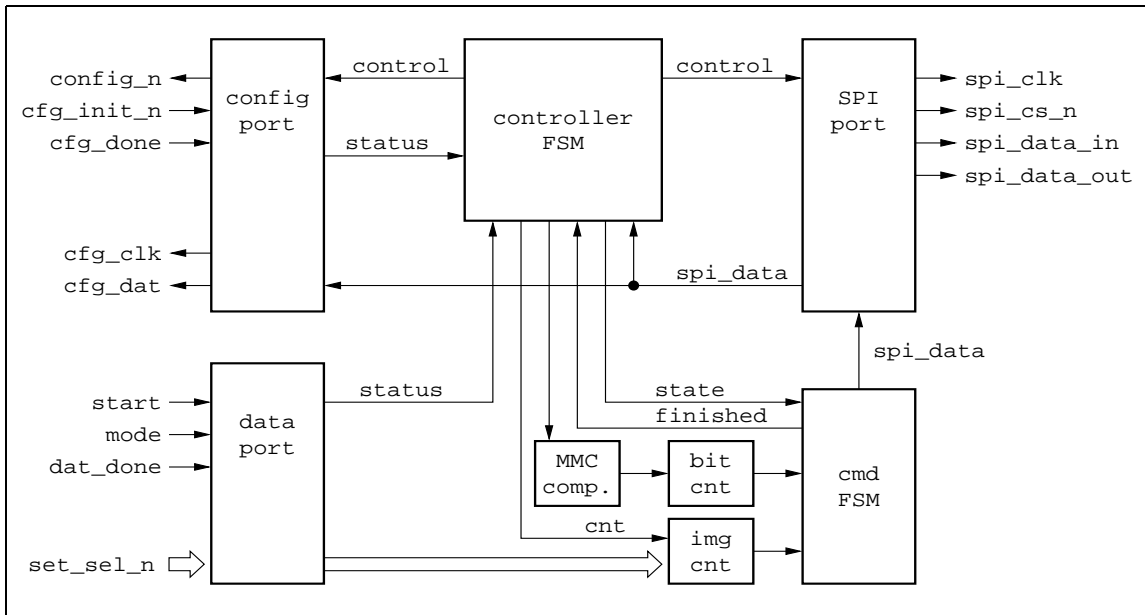 config_n
cfg_init_n
cfg_done
cfg_clk
cfg_dat
config
port
control
status
controller
FSM
control
SPI
port
spi_clk
spi_cs_n
spi_data_in
spi_data_out
spi_data
spi_data
start
mode
dat_done
set_sel_n
data
port
status
state
finished
MMC
comp.
bit
cnt
cnt
img
cnt
cmd
FSM